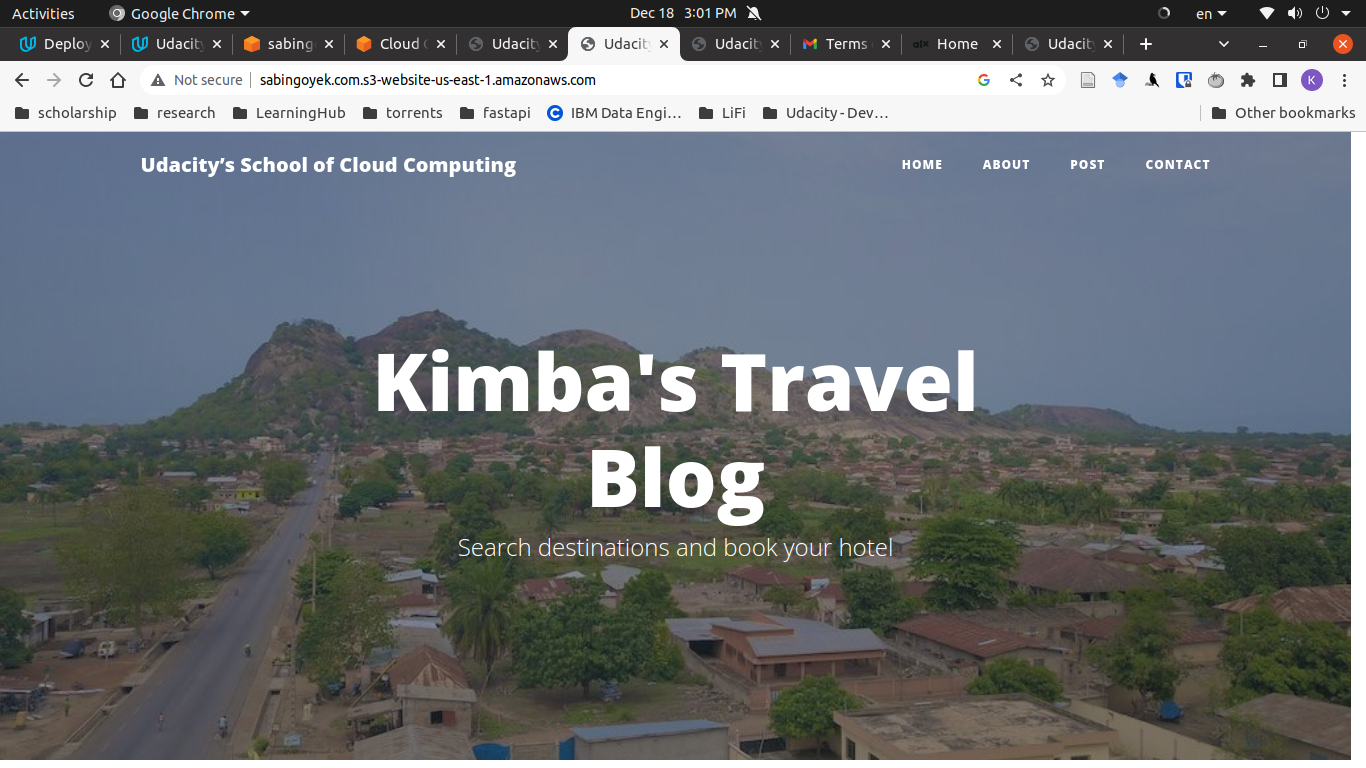 Activities Google Chrome Dec 18 3:01 PM en
Deploy Udacity sabingo Cloud Udacity Udacity Udacity Terms Home Udacity
Not secure sabingoyek.com.s3-website-us-east-1.amazonaws.com K
scholarship research LearningHub torrents fastapi IBM Data Engi... LiFi Udacity - Dev... Other bookmarks
Udacity's School of Cloud Computing HOME ABOUT POST CONTACT
Kimba's Travel
Blog
Search destinations and book your hotel